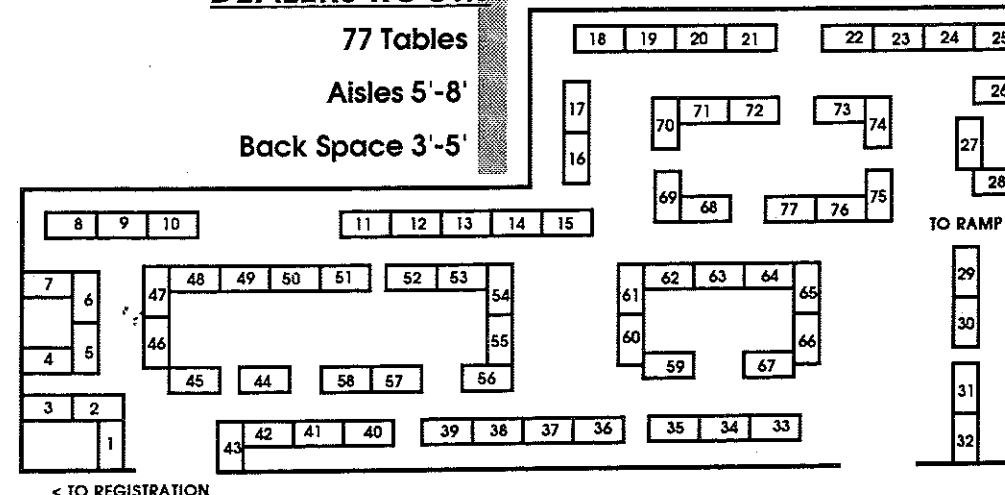 77 Tables
Aisles 5'-8'
Back Space 3'-5'
18 19 20 21 22 23 24 25
26
17 70 71 72 73 74
27
16
28
69 68 77 76 75
8 9 10 11 12 13 14 15
TO RAMP
7 6 47 48 49 50 51 52 53 54 61 62 63 64 65 29
4 5 46 55 60 66 30
45 44 58 57 56 59 67
3 2 31
1 43 42 41 40 39 38 37 36 35 34 33 32
< TO REGISTRATION